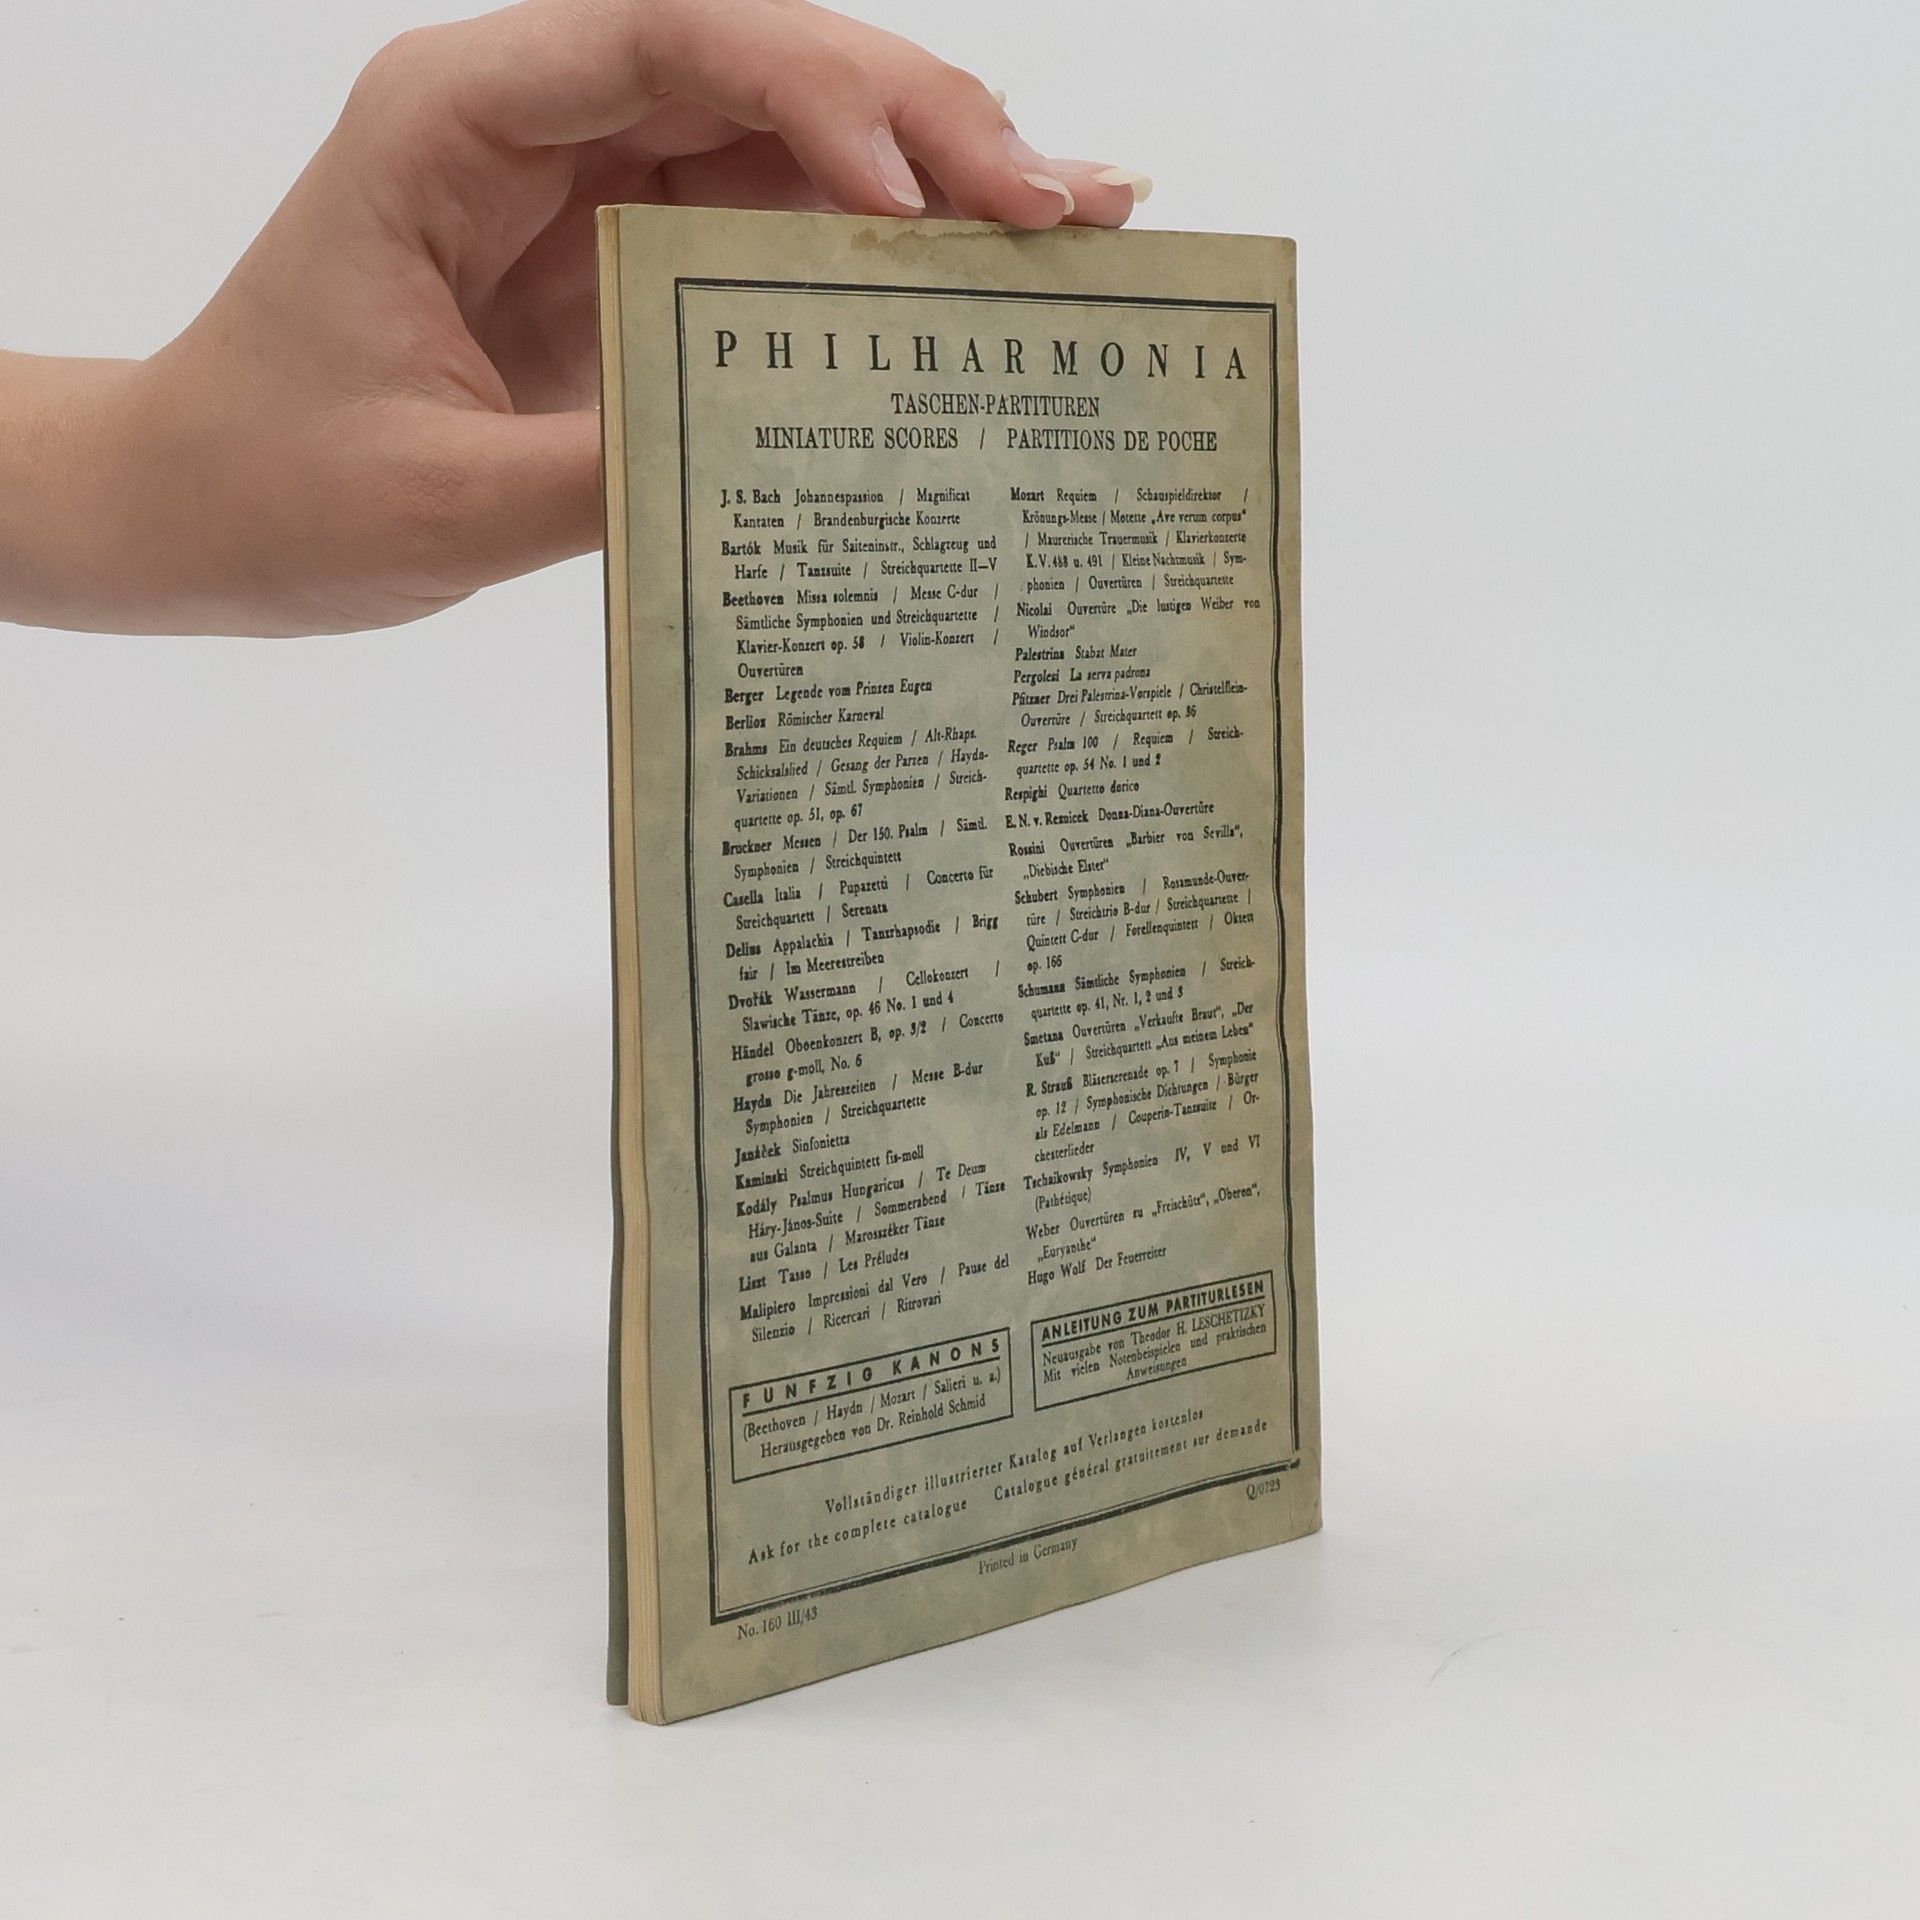 PHILHARMONIA
TASCHEN-PARTITUREN
MINIATURE SCORES / PARTITIONS DE POCHE
J. S. Bach Johannespassion / Magnificat
Kantaten / Brandenburgische Konzerte
Bartók Musik für Saiteninstr., Schlagzeug und
Harfe / Tanzsuite / Streichquartette II—V
Beethoven Missa solemnis / Messe C-dur /
Sämtliche Symphonien und Streichquartette /
Klavier-Konzert op. 58 / Violin-Konzert /
Ouvertüren
Berger Legende vom Prinzen Eugen
Berlioz Römischer Karneval
Brahms Ein deutsches Requiem / Alt-Rhaps.
Schicksalslied / Gesang der Parzen / Haydn-
Variationen / Sämtl. Symphonien / Streich-
quartette op. 51, op. 67
Bruckner Messen / Der 150. Psalm / Sämtl.
Symphonien / Streichquintett
Casella Italia / Pupazetti / Concerto für
Streichquartett / Serenata
Delius Appalachia / Tanzrhapsodie / Brigg
fair / Im Meerestreiben
Dvořák Wassermann / Cellokonzert /
Slawische Tänze, op. 46 No. 1 und 4
Händel Oboenkonzert B, op. 3/2 / Concerto
grosso g-moll, No. 6
Haydn Die Jahreszeiten / Messe B-dur
Symphonien / Streichquartette
Janáček Sinfonietta
Kaminski Streichquintett fis-moll
Kodály Psalmus Hungaricus / Te Deum
Háry-János-Suite / Sommerabend / Tänze
aus Galanta / Marosszéker Tänze
Liszt Tasso / Les Préludes
Malipiero Impressioni dal Vero / Pause del
Silenzio / Ricercari / Ritrovari
FUNFZIG KANONS
(Beethoven / Haydn / Mozart / Salieri u. a.)
Herausgegeben von Dr. Reinhold Schmid
Mozart Requiem / Schauspieldirektor /
Krönungs-Messe / Motette „Ave verum corpus“
/ Maurerische Trauermusik / Klavierkonzerte
K.V. 488 u. 491 / Kleine Nachtmusik / Sym-
phonien / Ouvertüren / Streichquartette
Nicolai Ouvertüre „Die lustigen Weiber von
Windsor“
Palestrina Stabat Mater
Pergolesi La serva padrona
Pfitzner Drei Palestrina-Vorspiele / Christelflein-
Ouvertüre / Streichquartett op. 36
Reger Psalm 100 / Requiem / Streich-
quartette op. 54 No. 1 und 2
Respighi Quartetto dorico
E. N. v. Reznicek Donna-Diana-Ouvertüre
Rossini Ouvertüren „Barbier von Sevilla“,
„Diebische Elster“
Schubert Symphonien / Rosamunde-Ouver-
türe / Streichtrio B-dur / Streichquartette /
Quintett C-dur / Forellenquintett / Oktett
op. 166
Schumann Sämtliche Symphonien / Streich-
quartette op. 41, Nr. 1, 2 und 3
Smetana Ouvertüren „Verkaufte Braut“, „Der
Kuß“ / Streichquartett „Aus meinem Leben“
R. Strauß Bläserserenade op. 7 / Symphonie
op. 12 / Symphonische Dichtungen / Bürger
als Edelmann / Couperin-Tanzsuite / Or-
chesterlieder
Tschaikowsky Symphonien IV, V und VI
(Pathétique)
Weber Ouvertüren zu „Freischütz“, „Oberon“,
„Euryanthe“
Hugo Wolf Der Feuerreiter
ANLEITUNG ZUM PARTITURLESEN
Neuausgabe von Theodor H. LESCHETIZKY
Mit vielen Notenbeispielen und praktischen
Anweisungen
Vollständiger illustrierter Katalog auf Verlangen kostenlos
Ask for the complete catalogue Catalogue général gratuitement sur demande
Q/0723
Printed in Germany
No. 160 III/43